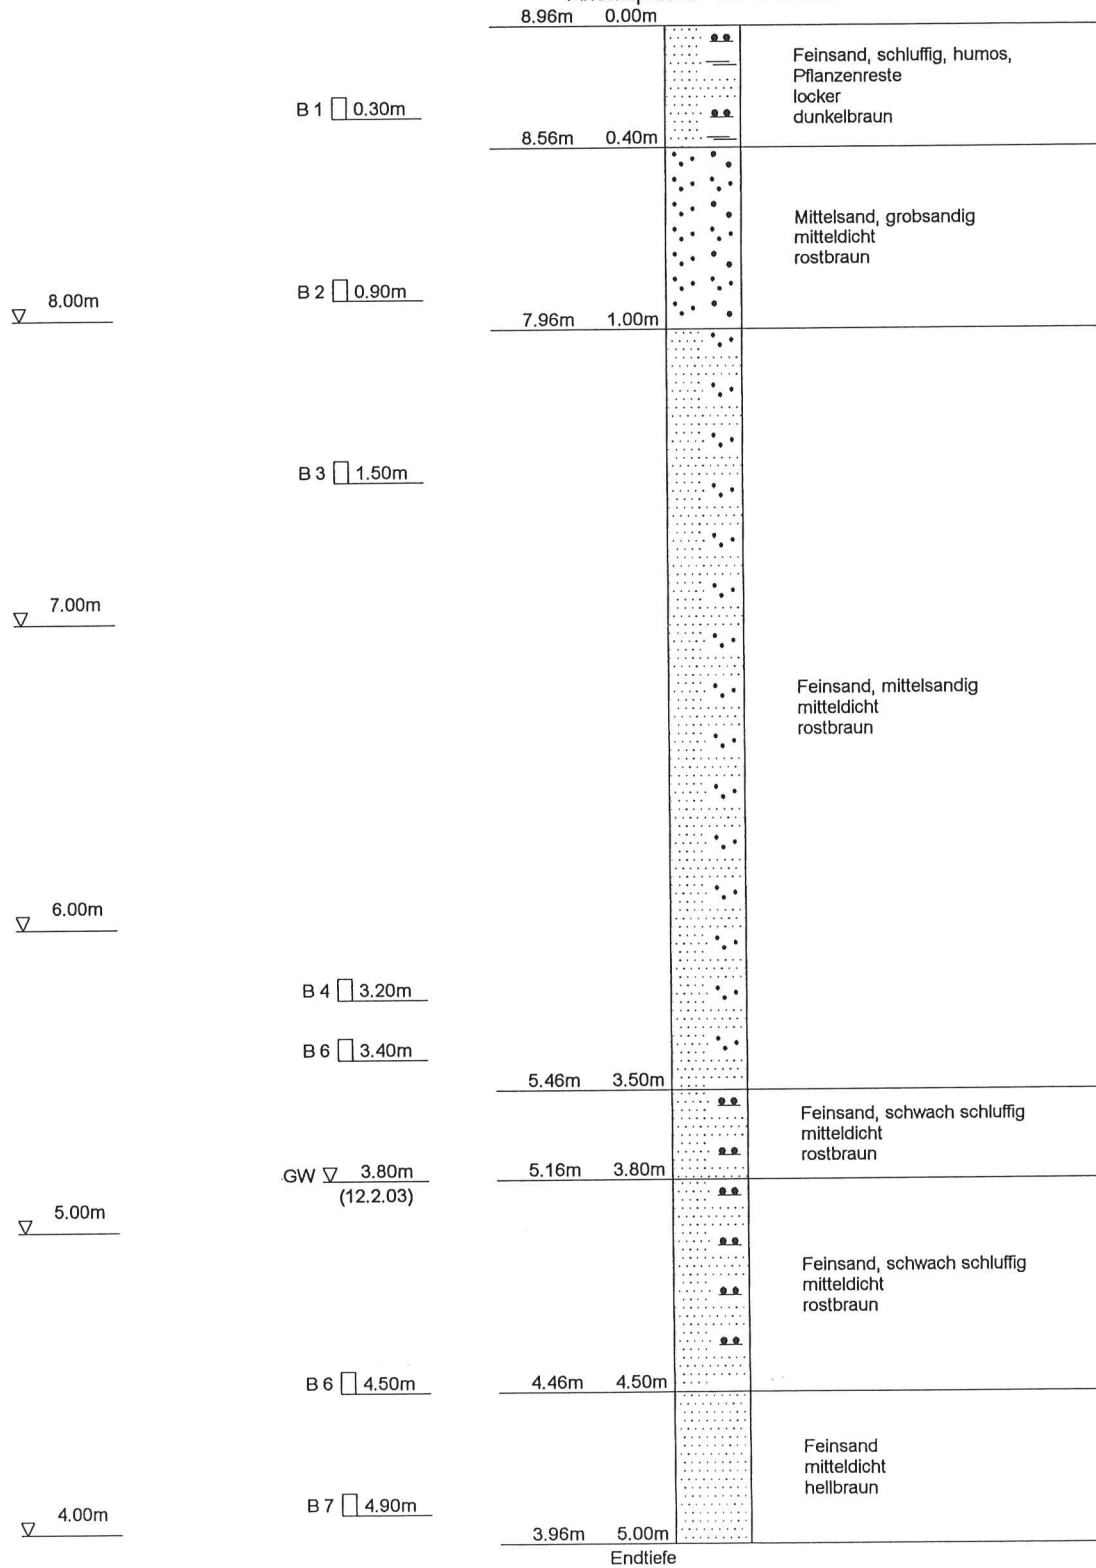 8.96m 0.00m
Feinsand, schluffig, humos,
Pflanzenreste
locker
dunkelbraun
B 1 0.30m
8.56m 0.40m
Mittelsand, grobsandig
mitteldicht
rostbraun
B 2 0.90m
8.00m
7.96m 1.00m
B 3 1.50m
7.00m
Feinsand, mittelsandig
mitteldicht
rostbraun
6.00m
B 4 3.20m
B 6 3.40m
5.46m 3.50m
Feinsand, schwach schluffig
mitteldicht
rostbraun
GW 3.80m
(12.2.03)
5.16m 3.80m
5.00m
Feinsand, schwach schluffig
mitteldicht
rostbraun
B 6 4.50m
4.46m 4.50m
Feinsand
mitteldicht
hellbraun
B 7 4.90m
4.00m
3.96m 5.00m
Endtiefe